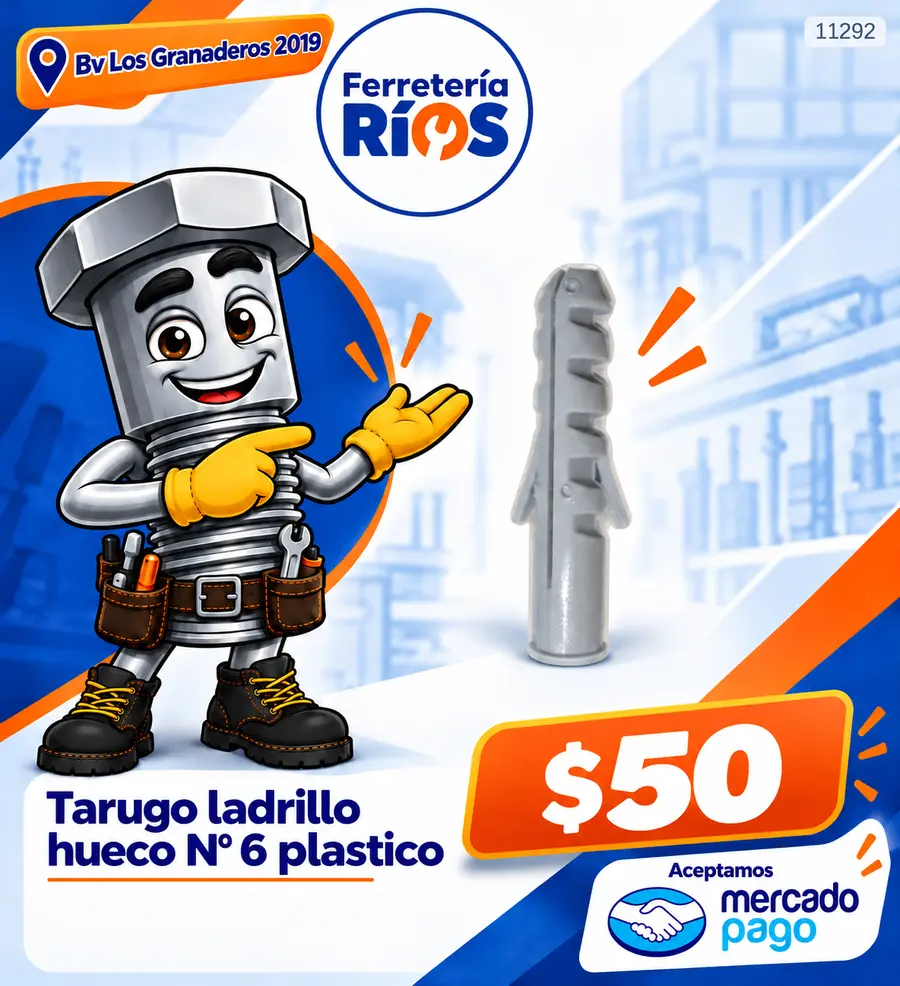 Bv Los Granaderos 2019
Ferretería
Ríos
11292
$50
Tarugo ladrillo
hueco N° 6 plastico
Aceptamos
mercado
pago